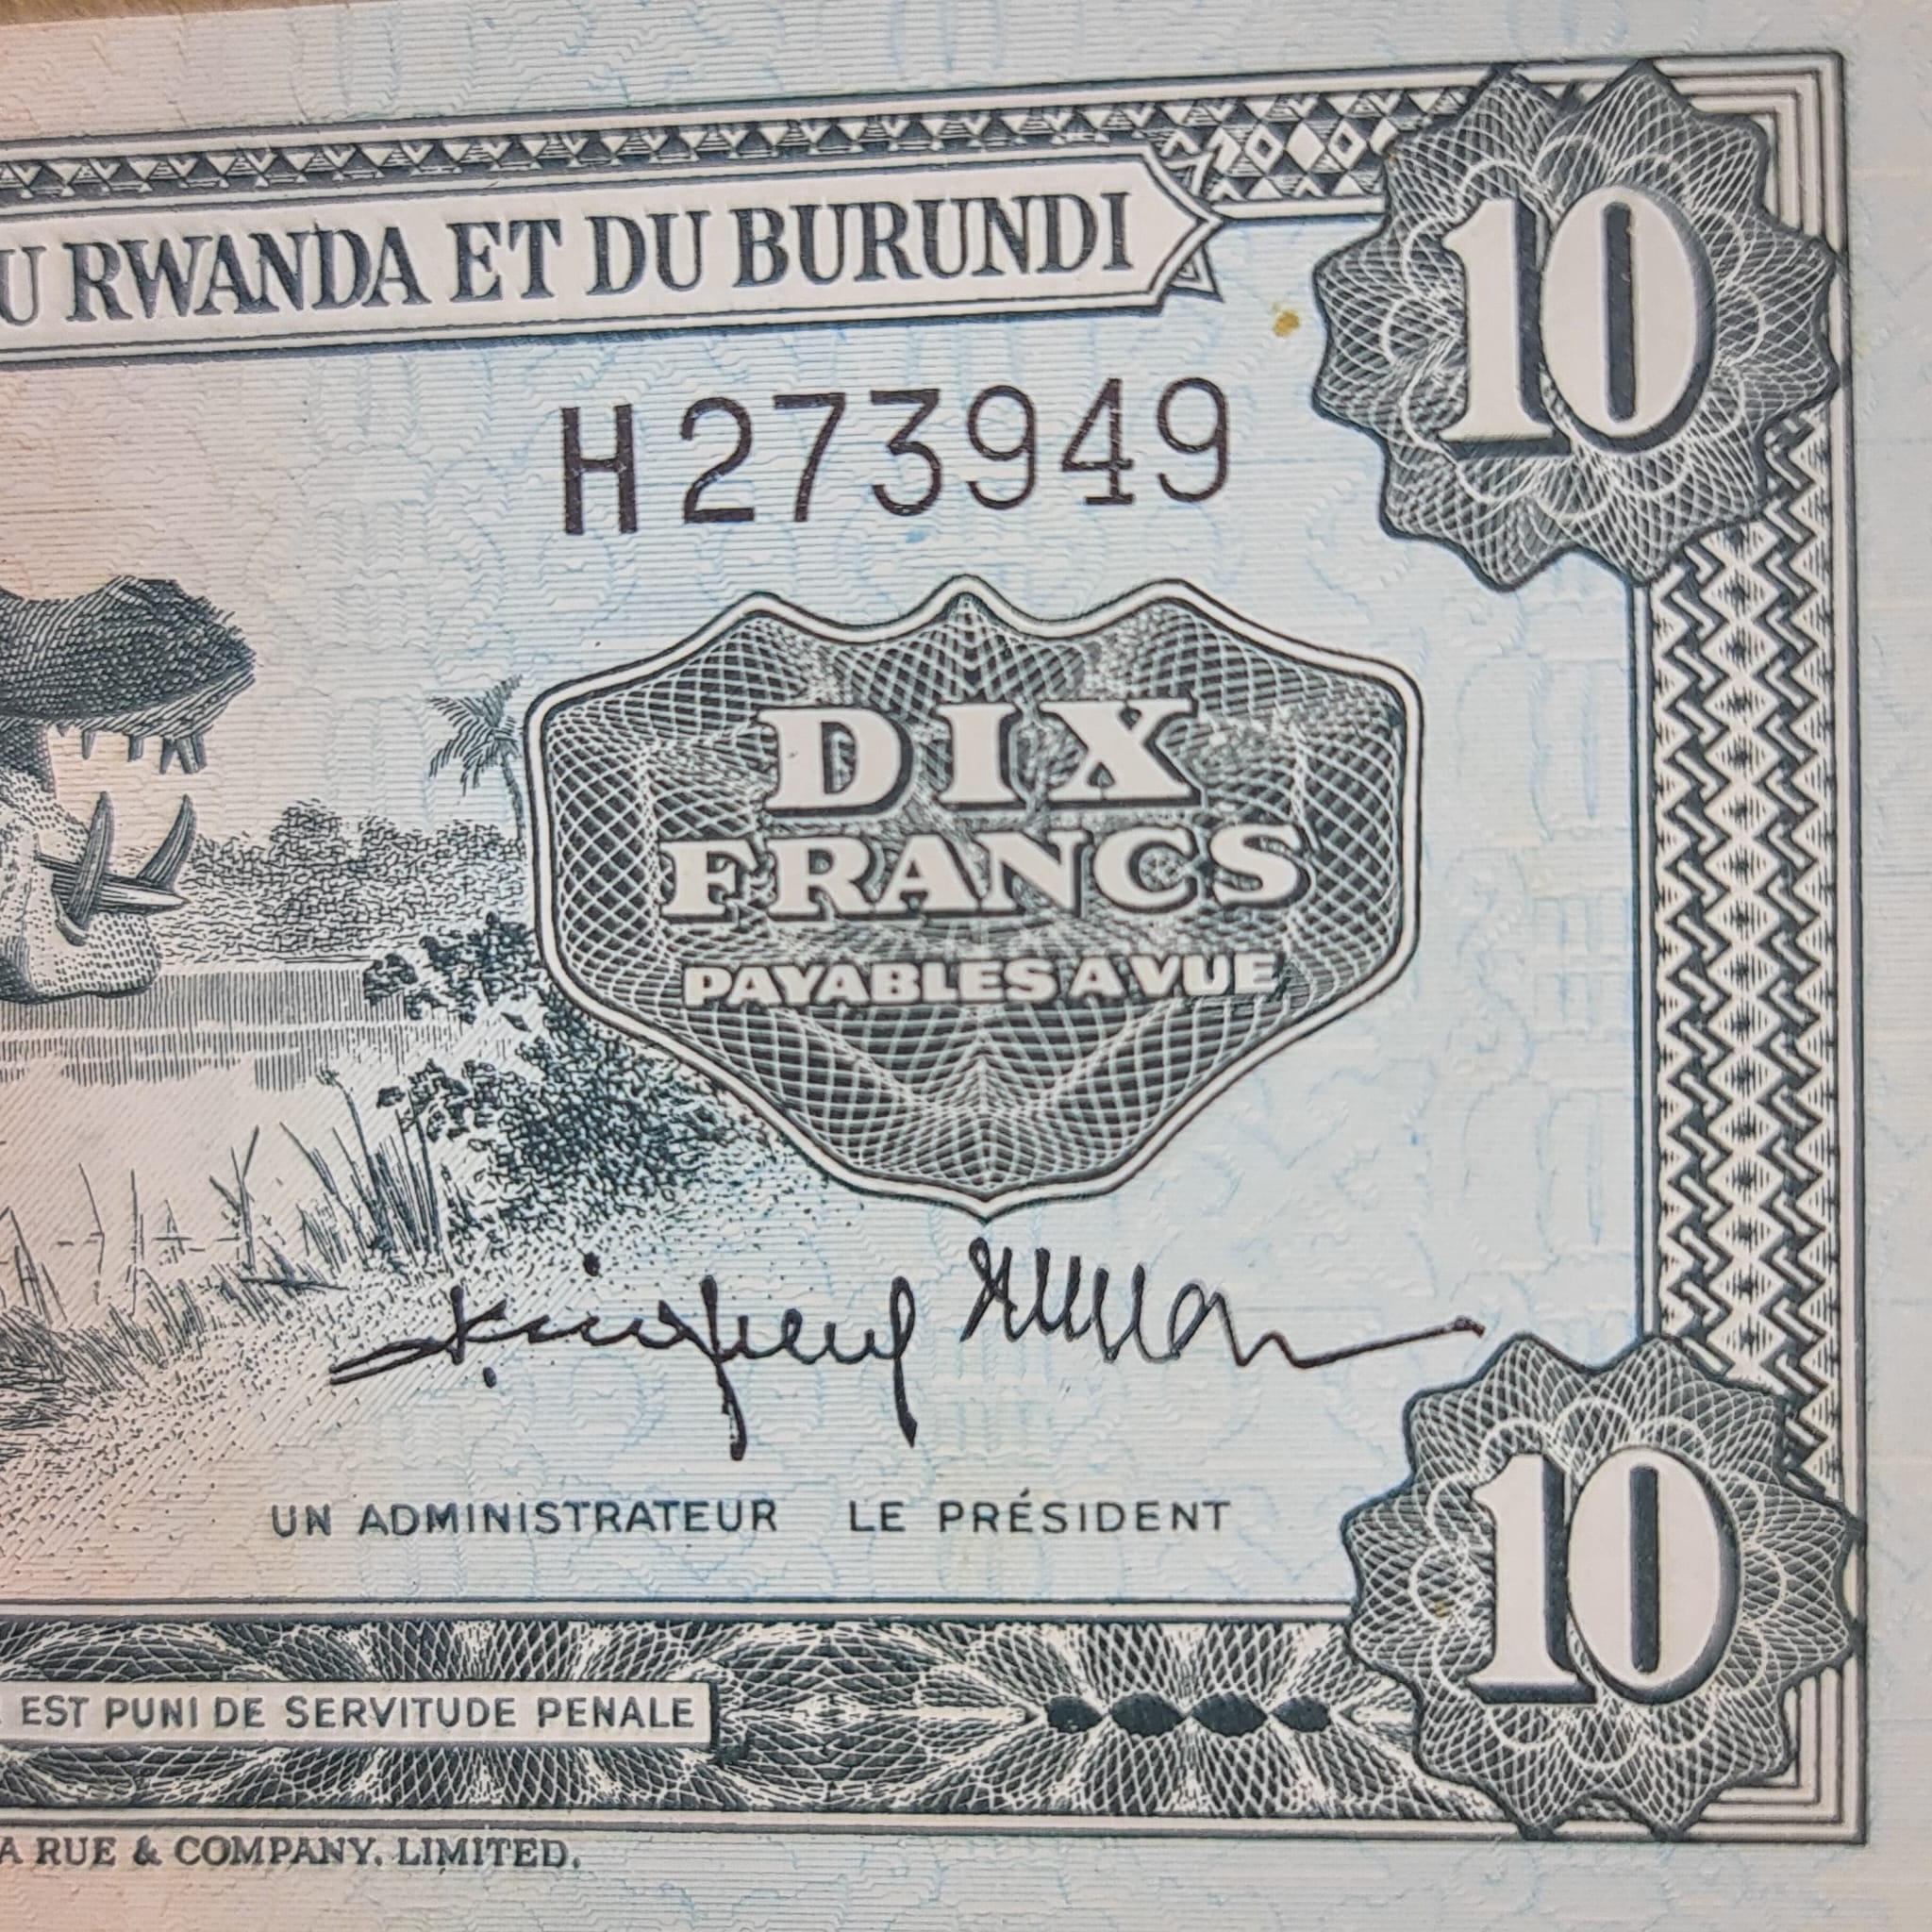 U RWANDA ET DU BURUNDI
10
H273949
DIX
FRANCS
PAYABLES A VUE
UN ADMINISTRATEUR LE PRÉSIDENT
10
EST PUNI DE SERVITUDE PENALE
A RUE & COMPANY, LIMITED.